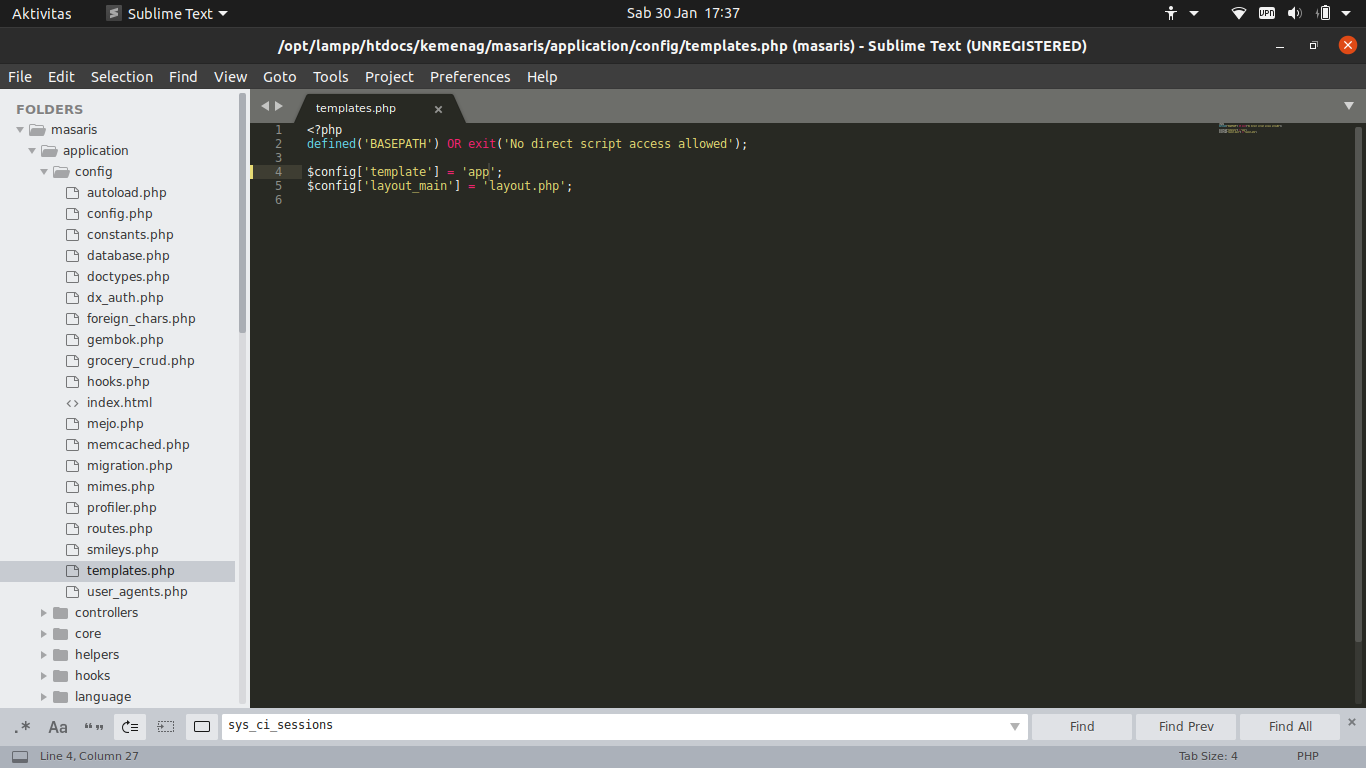 Aktivitas
Sublime Text
Sab 30 Jan 17:37
VPN
/opt/lampp/htdocs/kemenag/masaris/application/config/templates.php (masaris) - Sublime Text (UNREGISTERED)
File Edit Selection Find View Goto Tools Project Preferences Help
FOLDERS
masaris
application
config
autoload.php
config.php
constants.php
database.php
doctypes.php
dx_auth.php
foreign_chars.php
gembok.php
grocery_crud.php
hooks.php
index.html
mejo.php
memcached.php
migration.php
mimes.php
profiler.php
routes.php
smileys.php
templates.php
user_agents.php
controllers
core
helpers
hooks
language
templates.php
1 <?php
2 defined('BASEPATH') OR exit('No direct script access allowed');
3
4 $config['template'] = 'app';
5 $config['layout_main'] = 'layout.php';
6
.* Aa “” sys_ci_sessions Find Find Prev Find All
Line 4, Column 27 Tab Size: 4 PHP